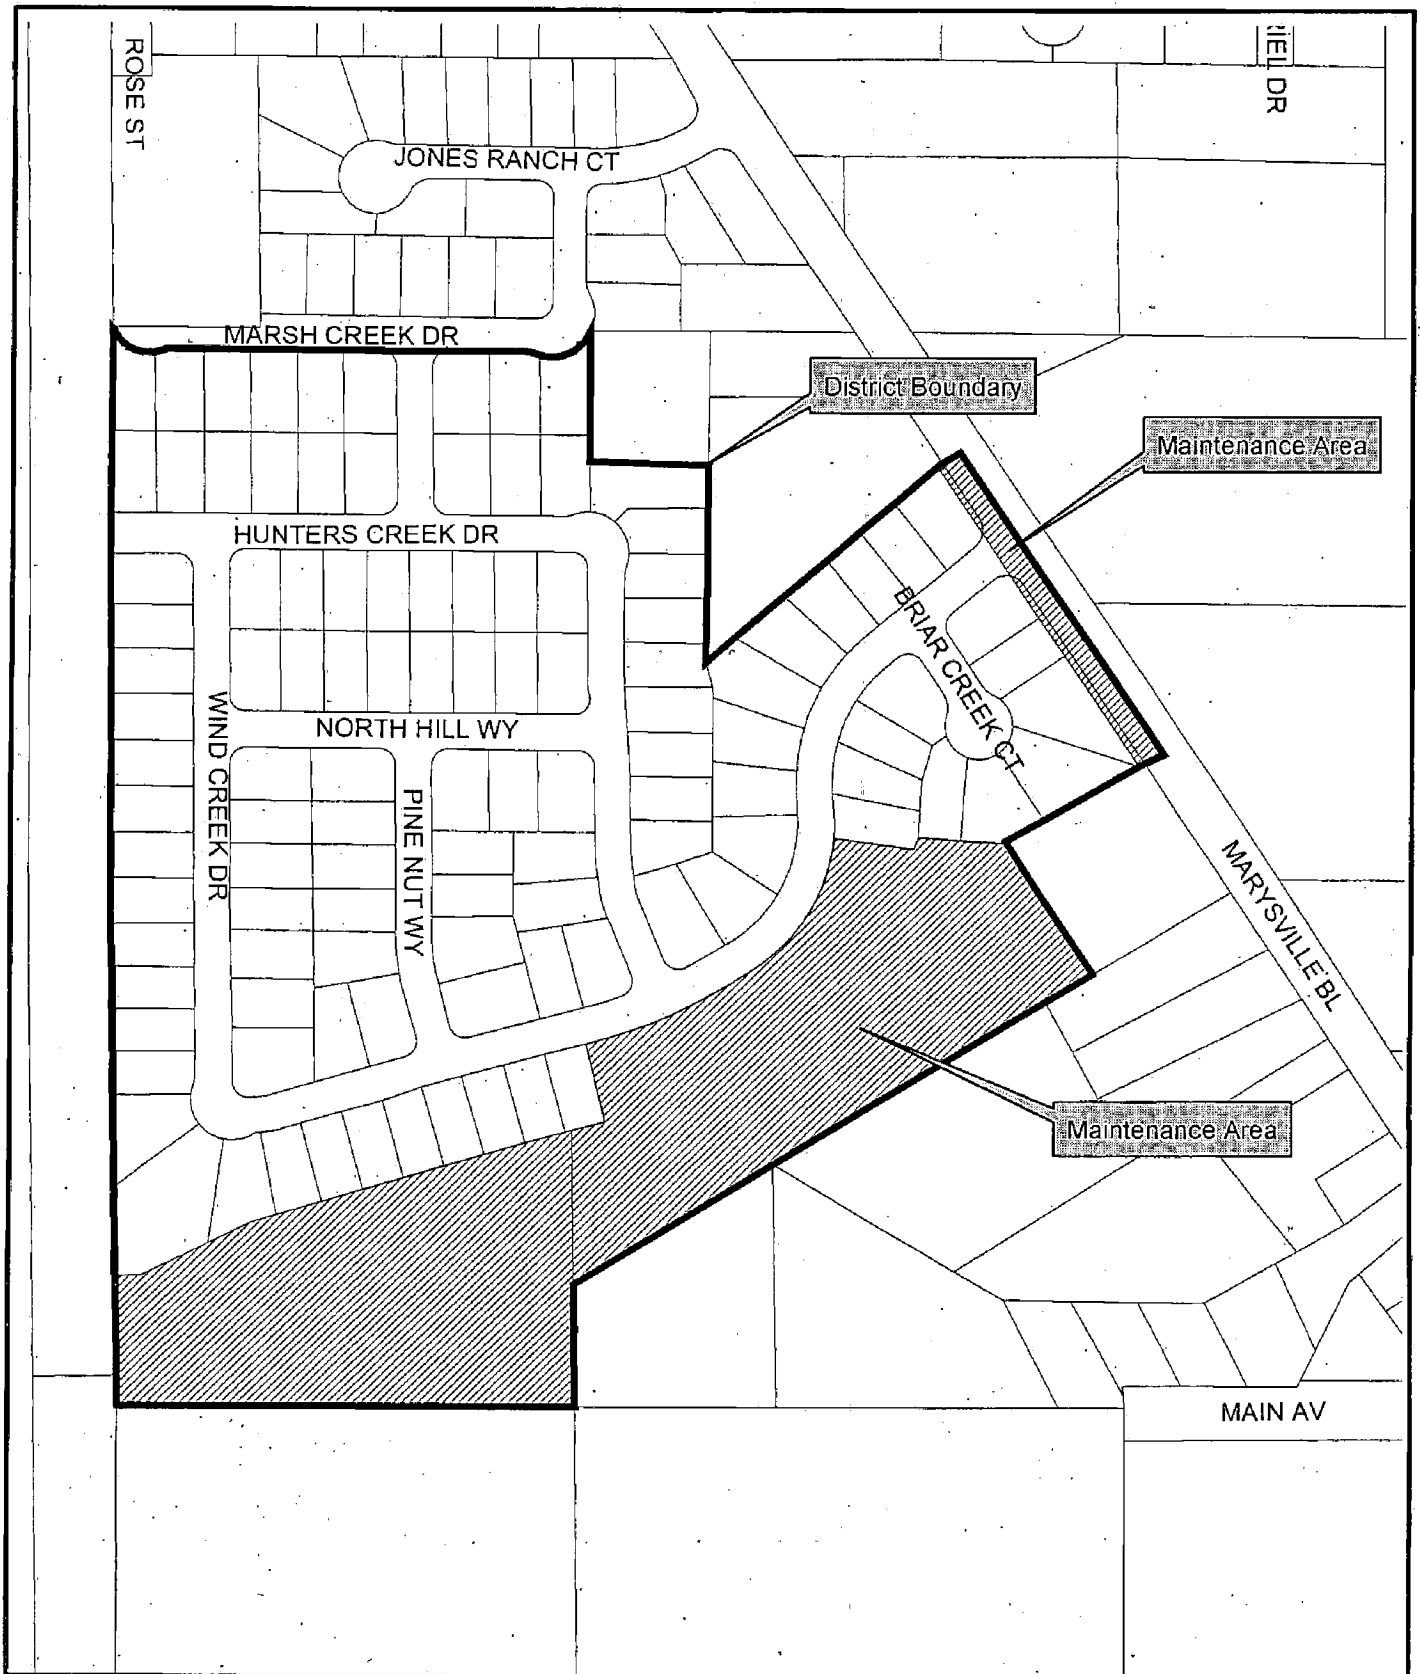 ROSE ST
JONES RANCH CT
MARSH CREEK DR
District Boundary
Maintenance Area
HUNTERS CREEK DR
BRIAR CREEK CT
WIND CREEK DR
NORTH HILL WY
PINE NUT WY
MARYSVILLE BL
Maintenance Area
MAIN AV